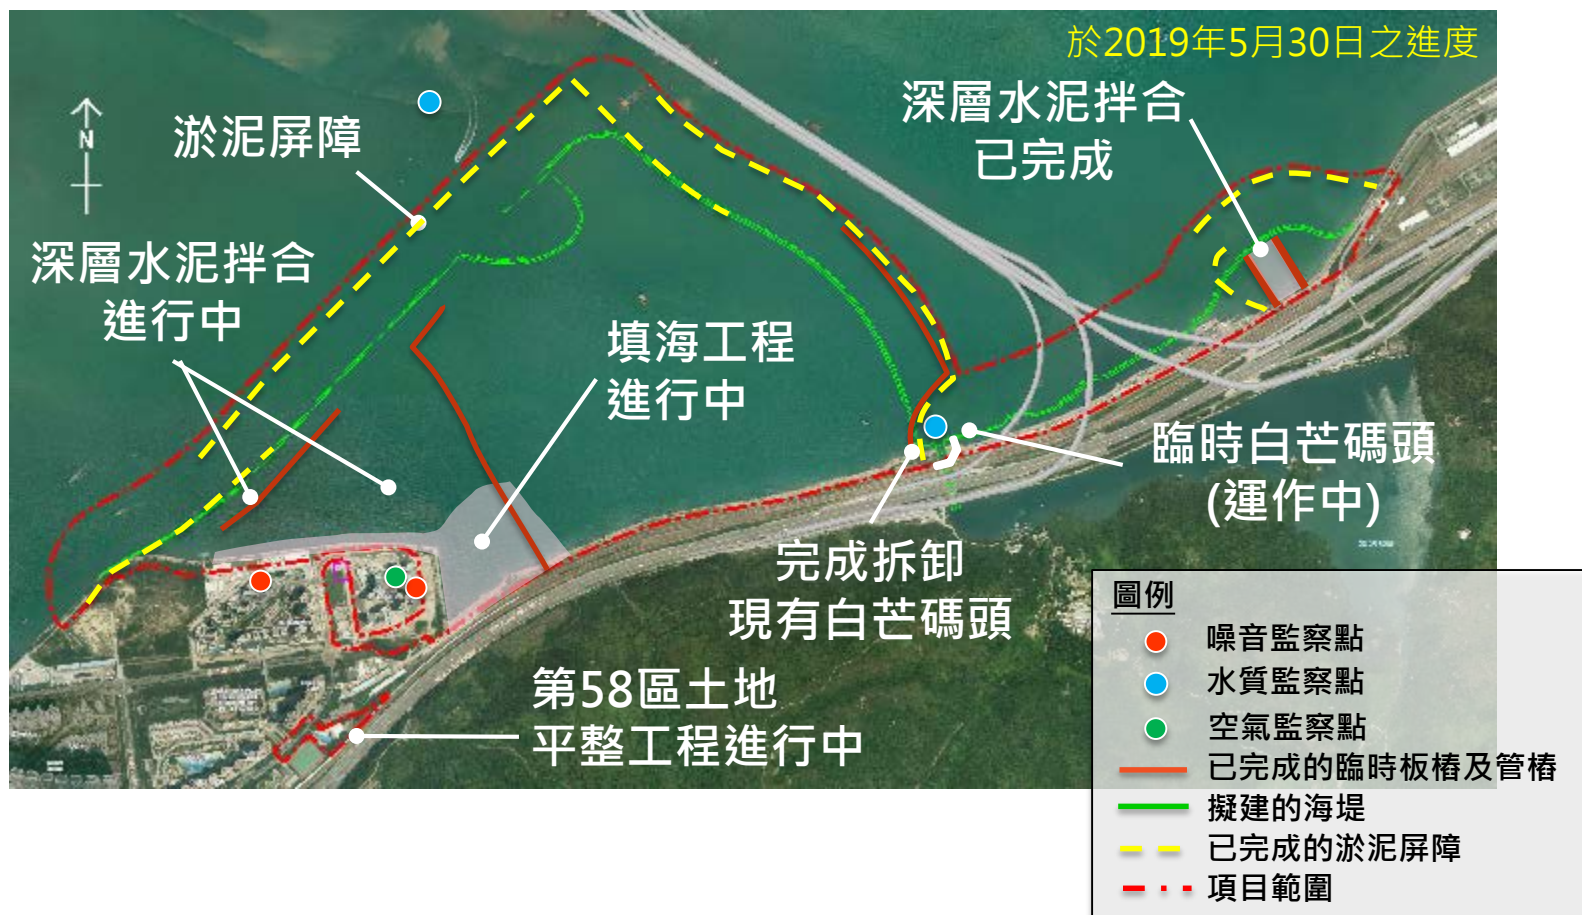 於2019年5月30日之進度
深層水泥拌合
已完成
淤泥屏障
N
深層水泥拌合
進行中
填海工程
進行中
臨時白芒碼頭
(運作中)
完成拆卸
現有白芒碼頭
第58區土地
平整工程進行中
圖例
噪音監察點
水質監察點
空氣監察點
已完成的臨時板樁及管樁
擬建的海堤
已完成的淤泥屏障
項目範圍